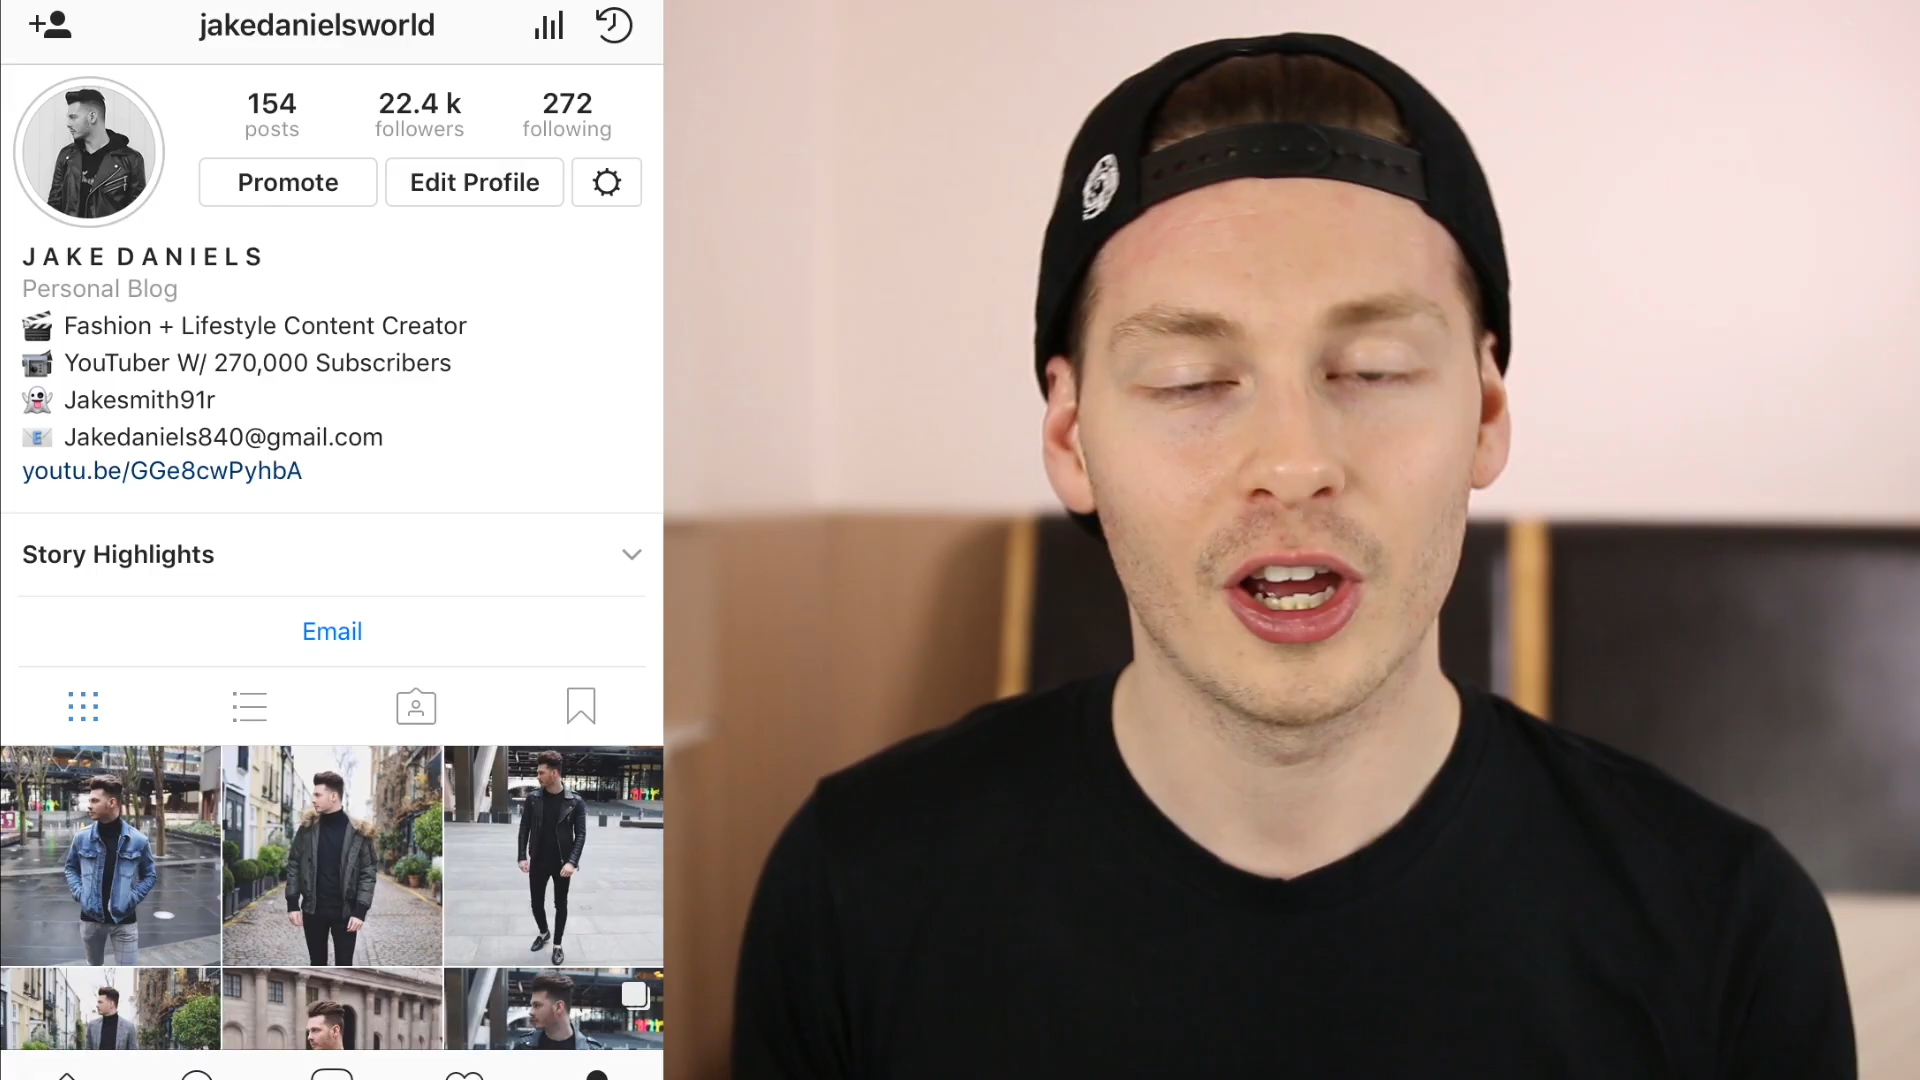 jakedanielsworld
154 22.4 k 272
posts followers following
Promote Edit Profile
JAKE DANIELS
Personal Blog
Fashion + Lifestyle Content Creator
YouTuber W/ 270,000 Subscribers
Jakesmith91r
Jakedaniels840@gmail.com
youtu.be/GGe8cwPyhbA
Story Highlights
Email